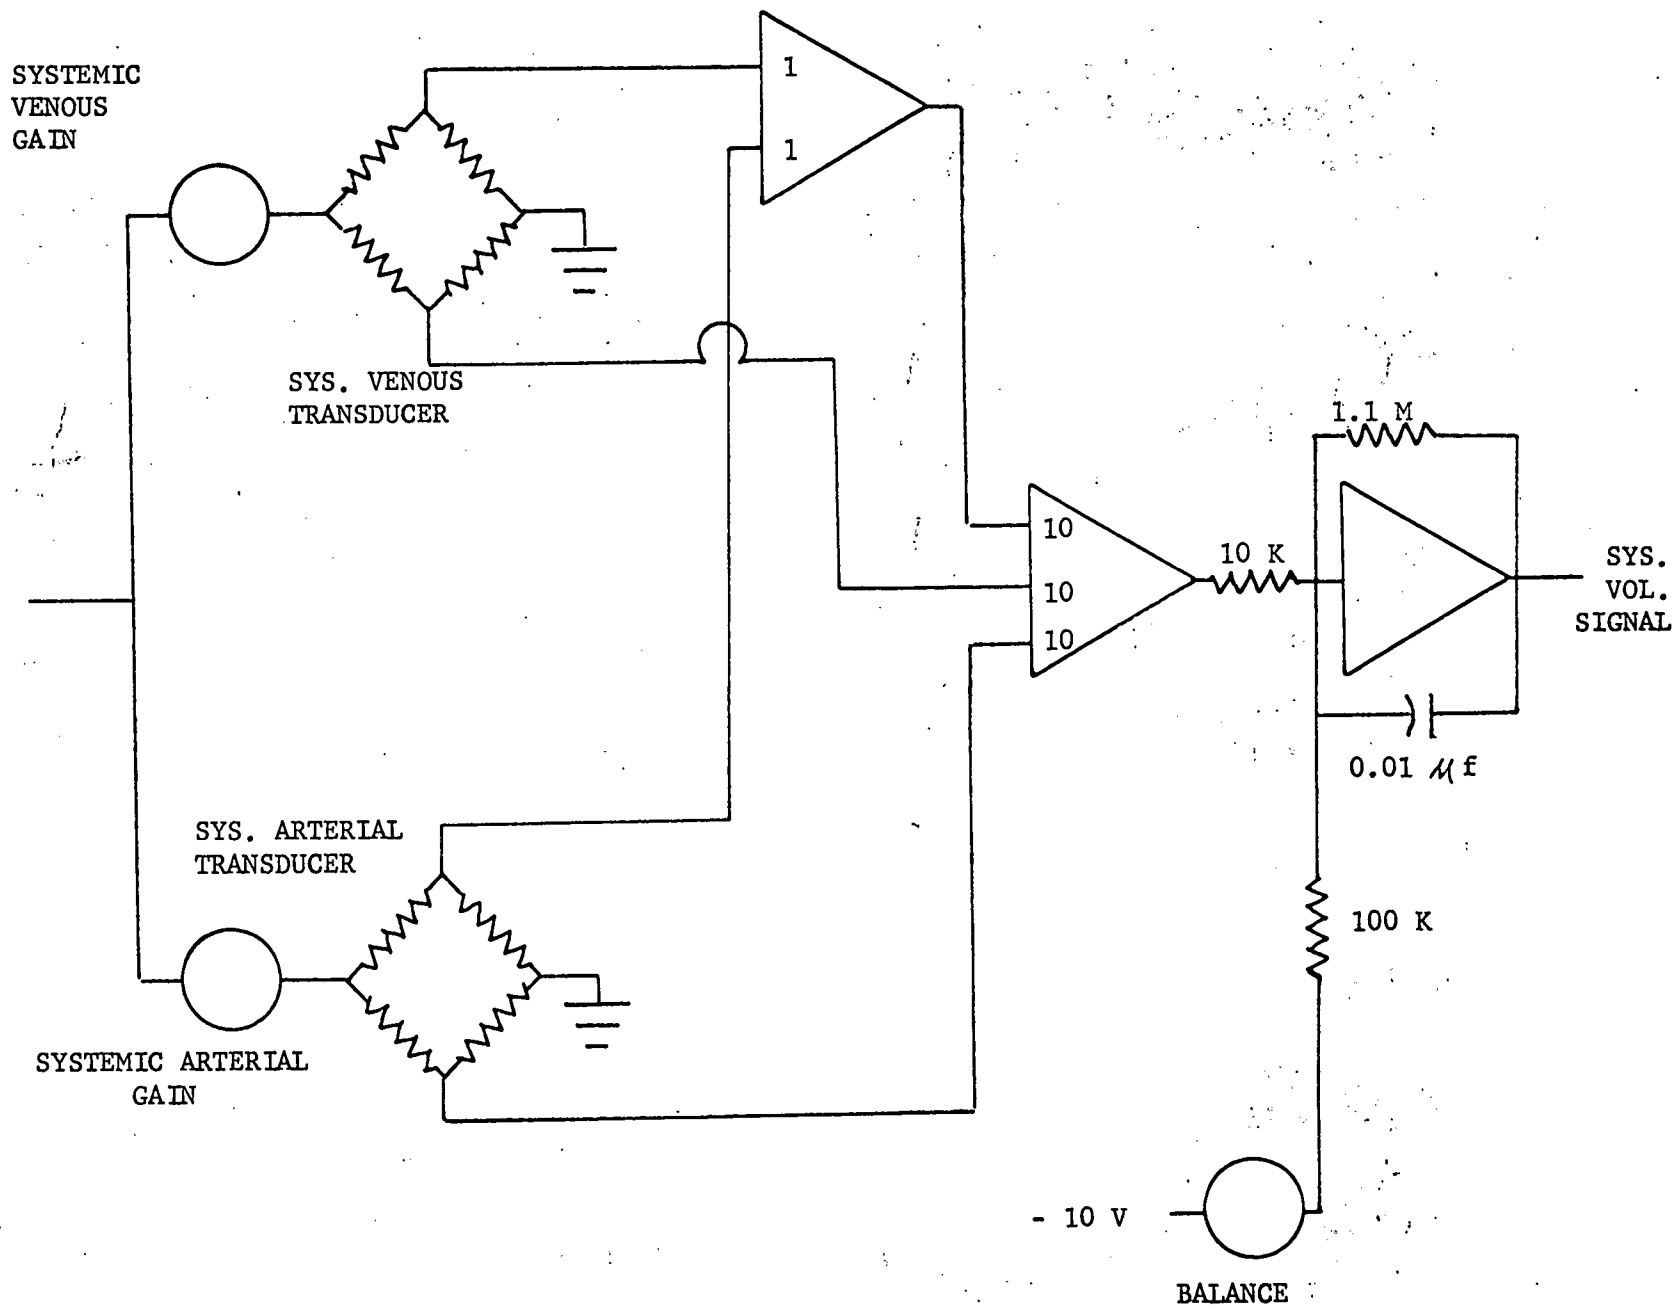 SYSTEMIC
VENOUS
GAIN
1
1
SYS. VENOUS
TRANSDUCER
1.1 M
10
10
10
10 K
SYS.
VOL.
SIGNAL
0.01 µf
SYS. ARTERIAL
TRANSDUCER
100 K
SYSTEMIC ARTERIAL
GAIN
- 10 V
BALANCE